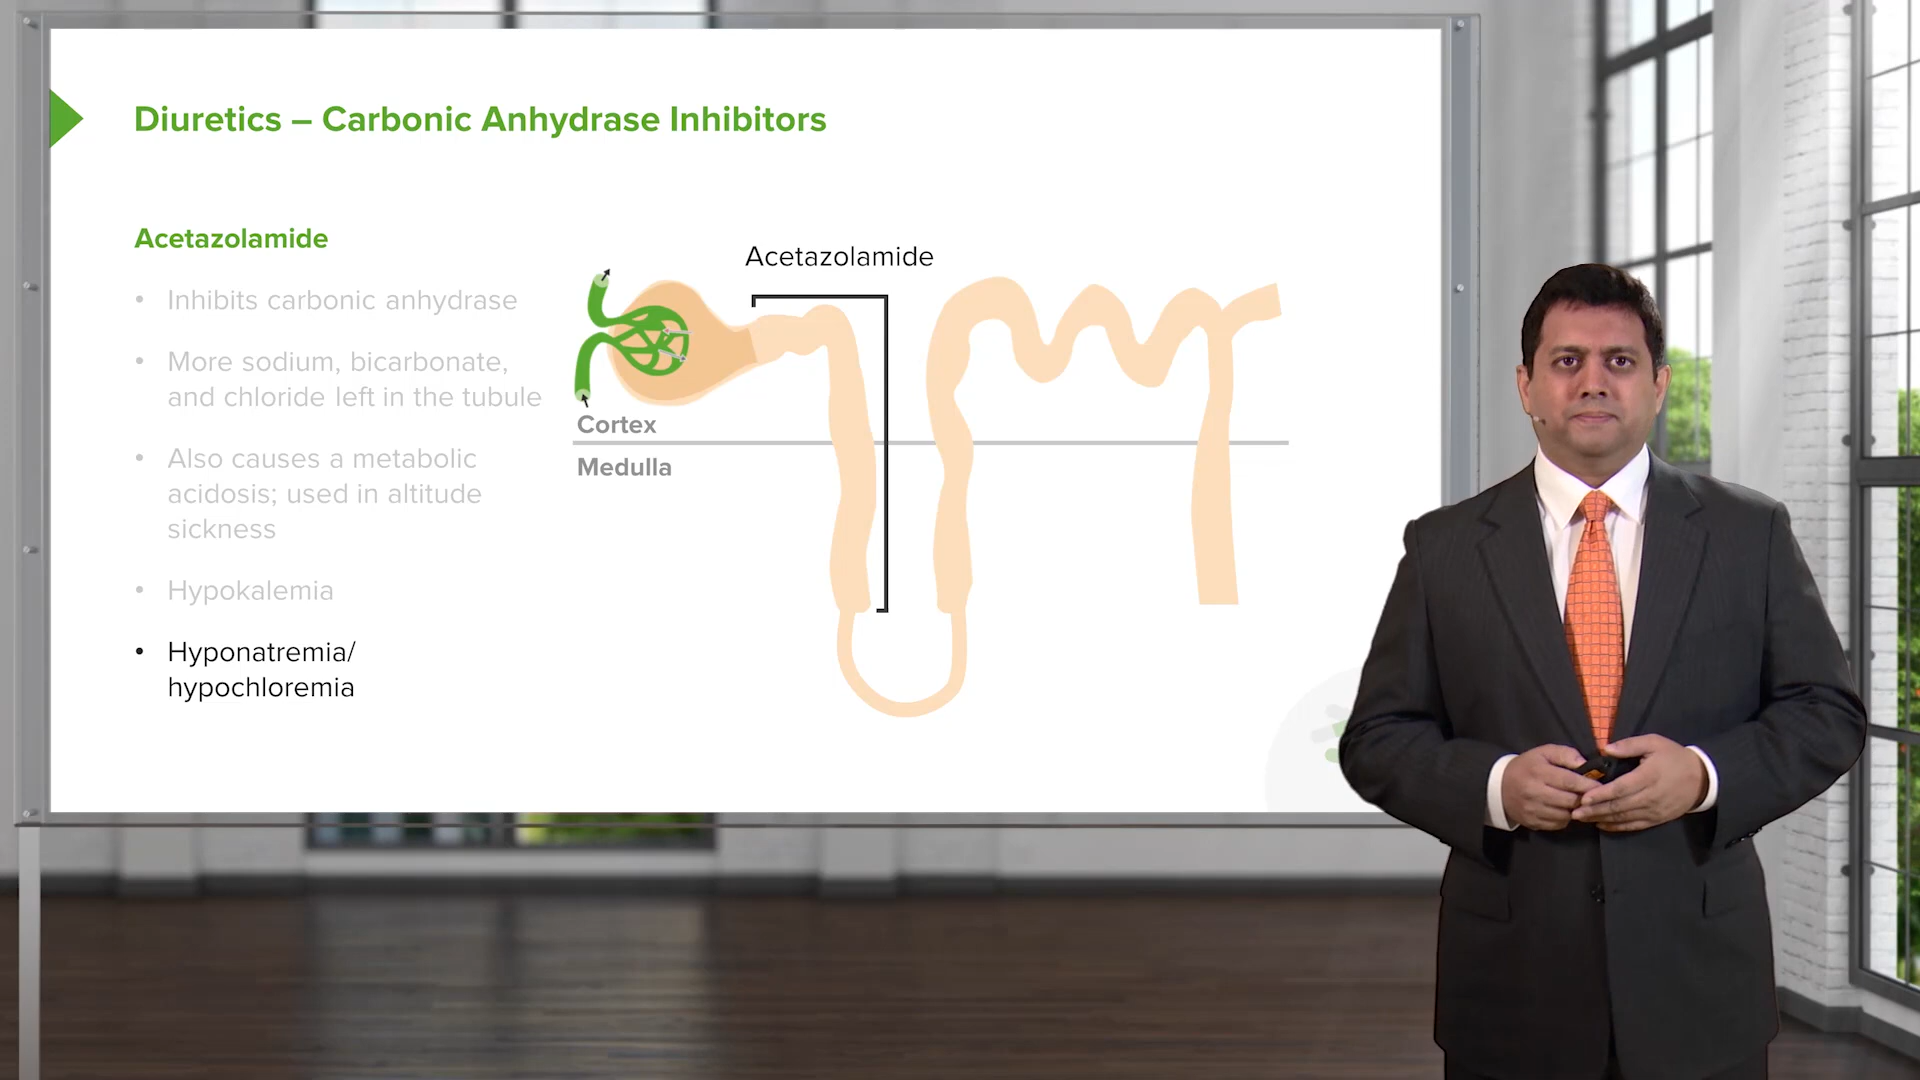 Diuretics – Carbonic Anhydrase Inhibitors
Acetazolamide
• Inhibits carbonic anhydrase
• More sodium, bicarbonate,
and chloride left in the tubule
• Also causes a metabolic
acidosis; used in altitude
sickness
• Hypokalemia
• Hyponatremia/
hypochloremia
Acetazolamide
Cortex
Medulla